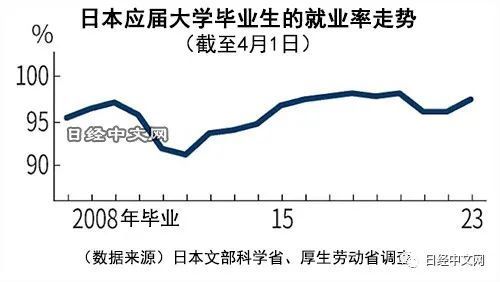 日本应届大学毕业生的就业率走势
（截至4月1日）
%
100
95
90
日经中文网
2008年毕业
15
23
（数据来源）日本文部科学省、厚生劳动省调
日经中文网